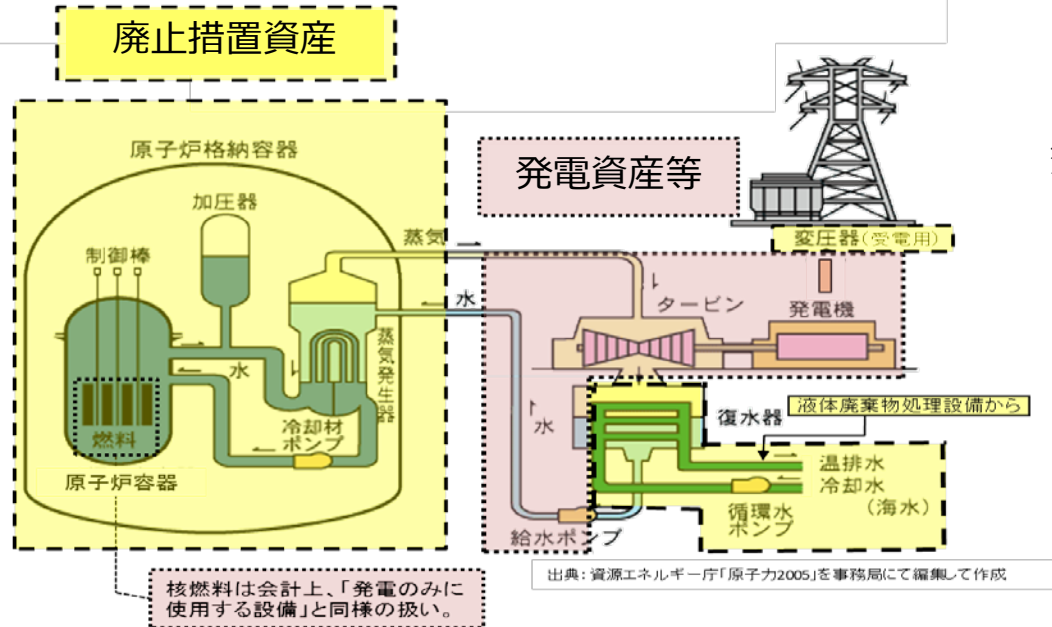 廃止措置資産
原子炉格納容器
加圧器
制御棒
蒸気
水
蒸気発生器
水
冷却材
ポンプ
燃料
原子炉容器
核燃料は会計上、「発電のみに
使用する設備」と同様の扱い。
発電資産等
変圧器(受電用)
タービン
発電機
水
復水器
液体廃棄物処理設備から
温排水
冷却水
(海水)
循環水
ポンプ
給水ポンプ
出典：資源エネルギー庁「原子力2005」を事務局にて編集して作成